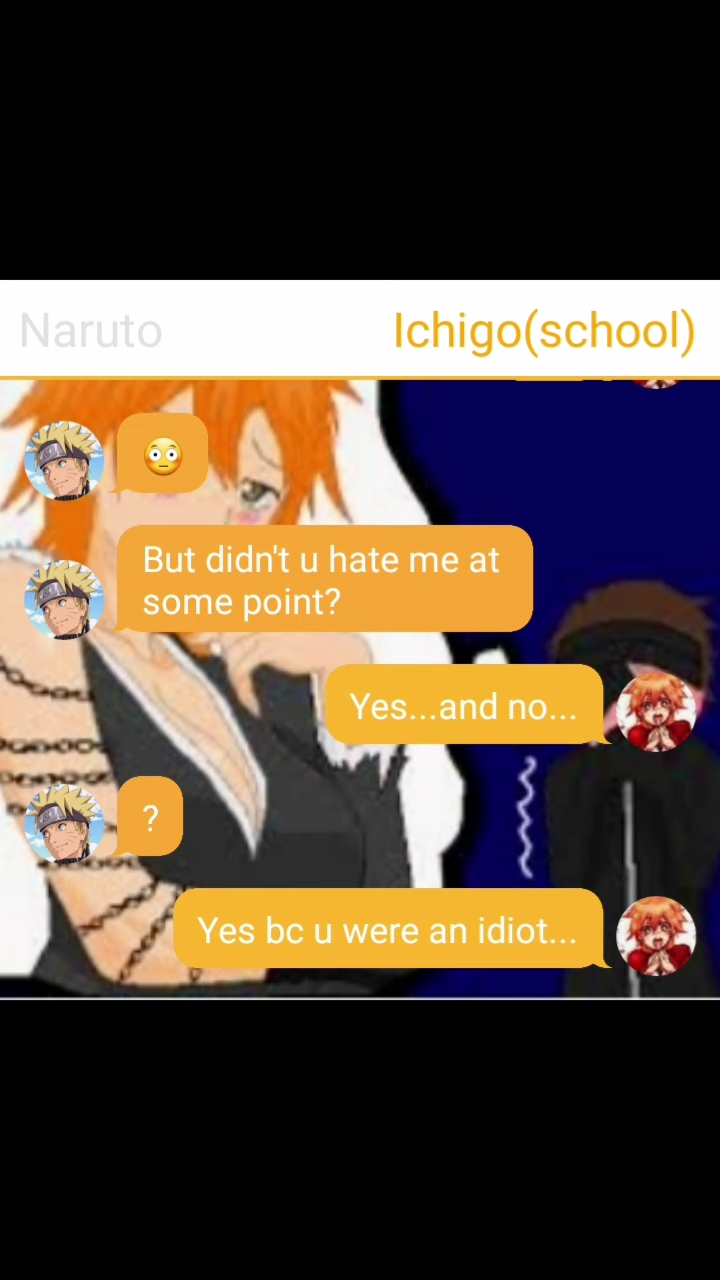 Naruto
Ichigo(school)
😳
But didn't u hate me at
some point?
Yes...and no...
?
Yes bc u were an idiot...